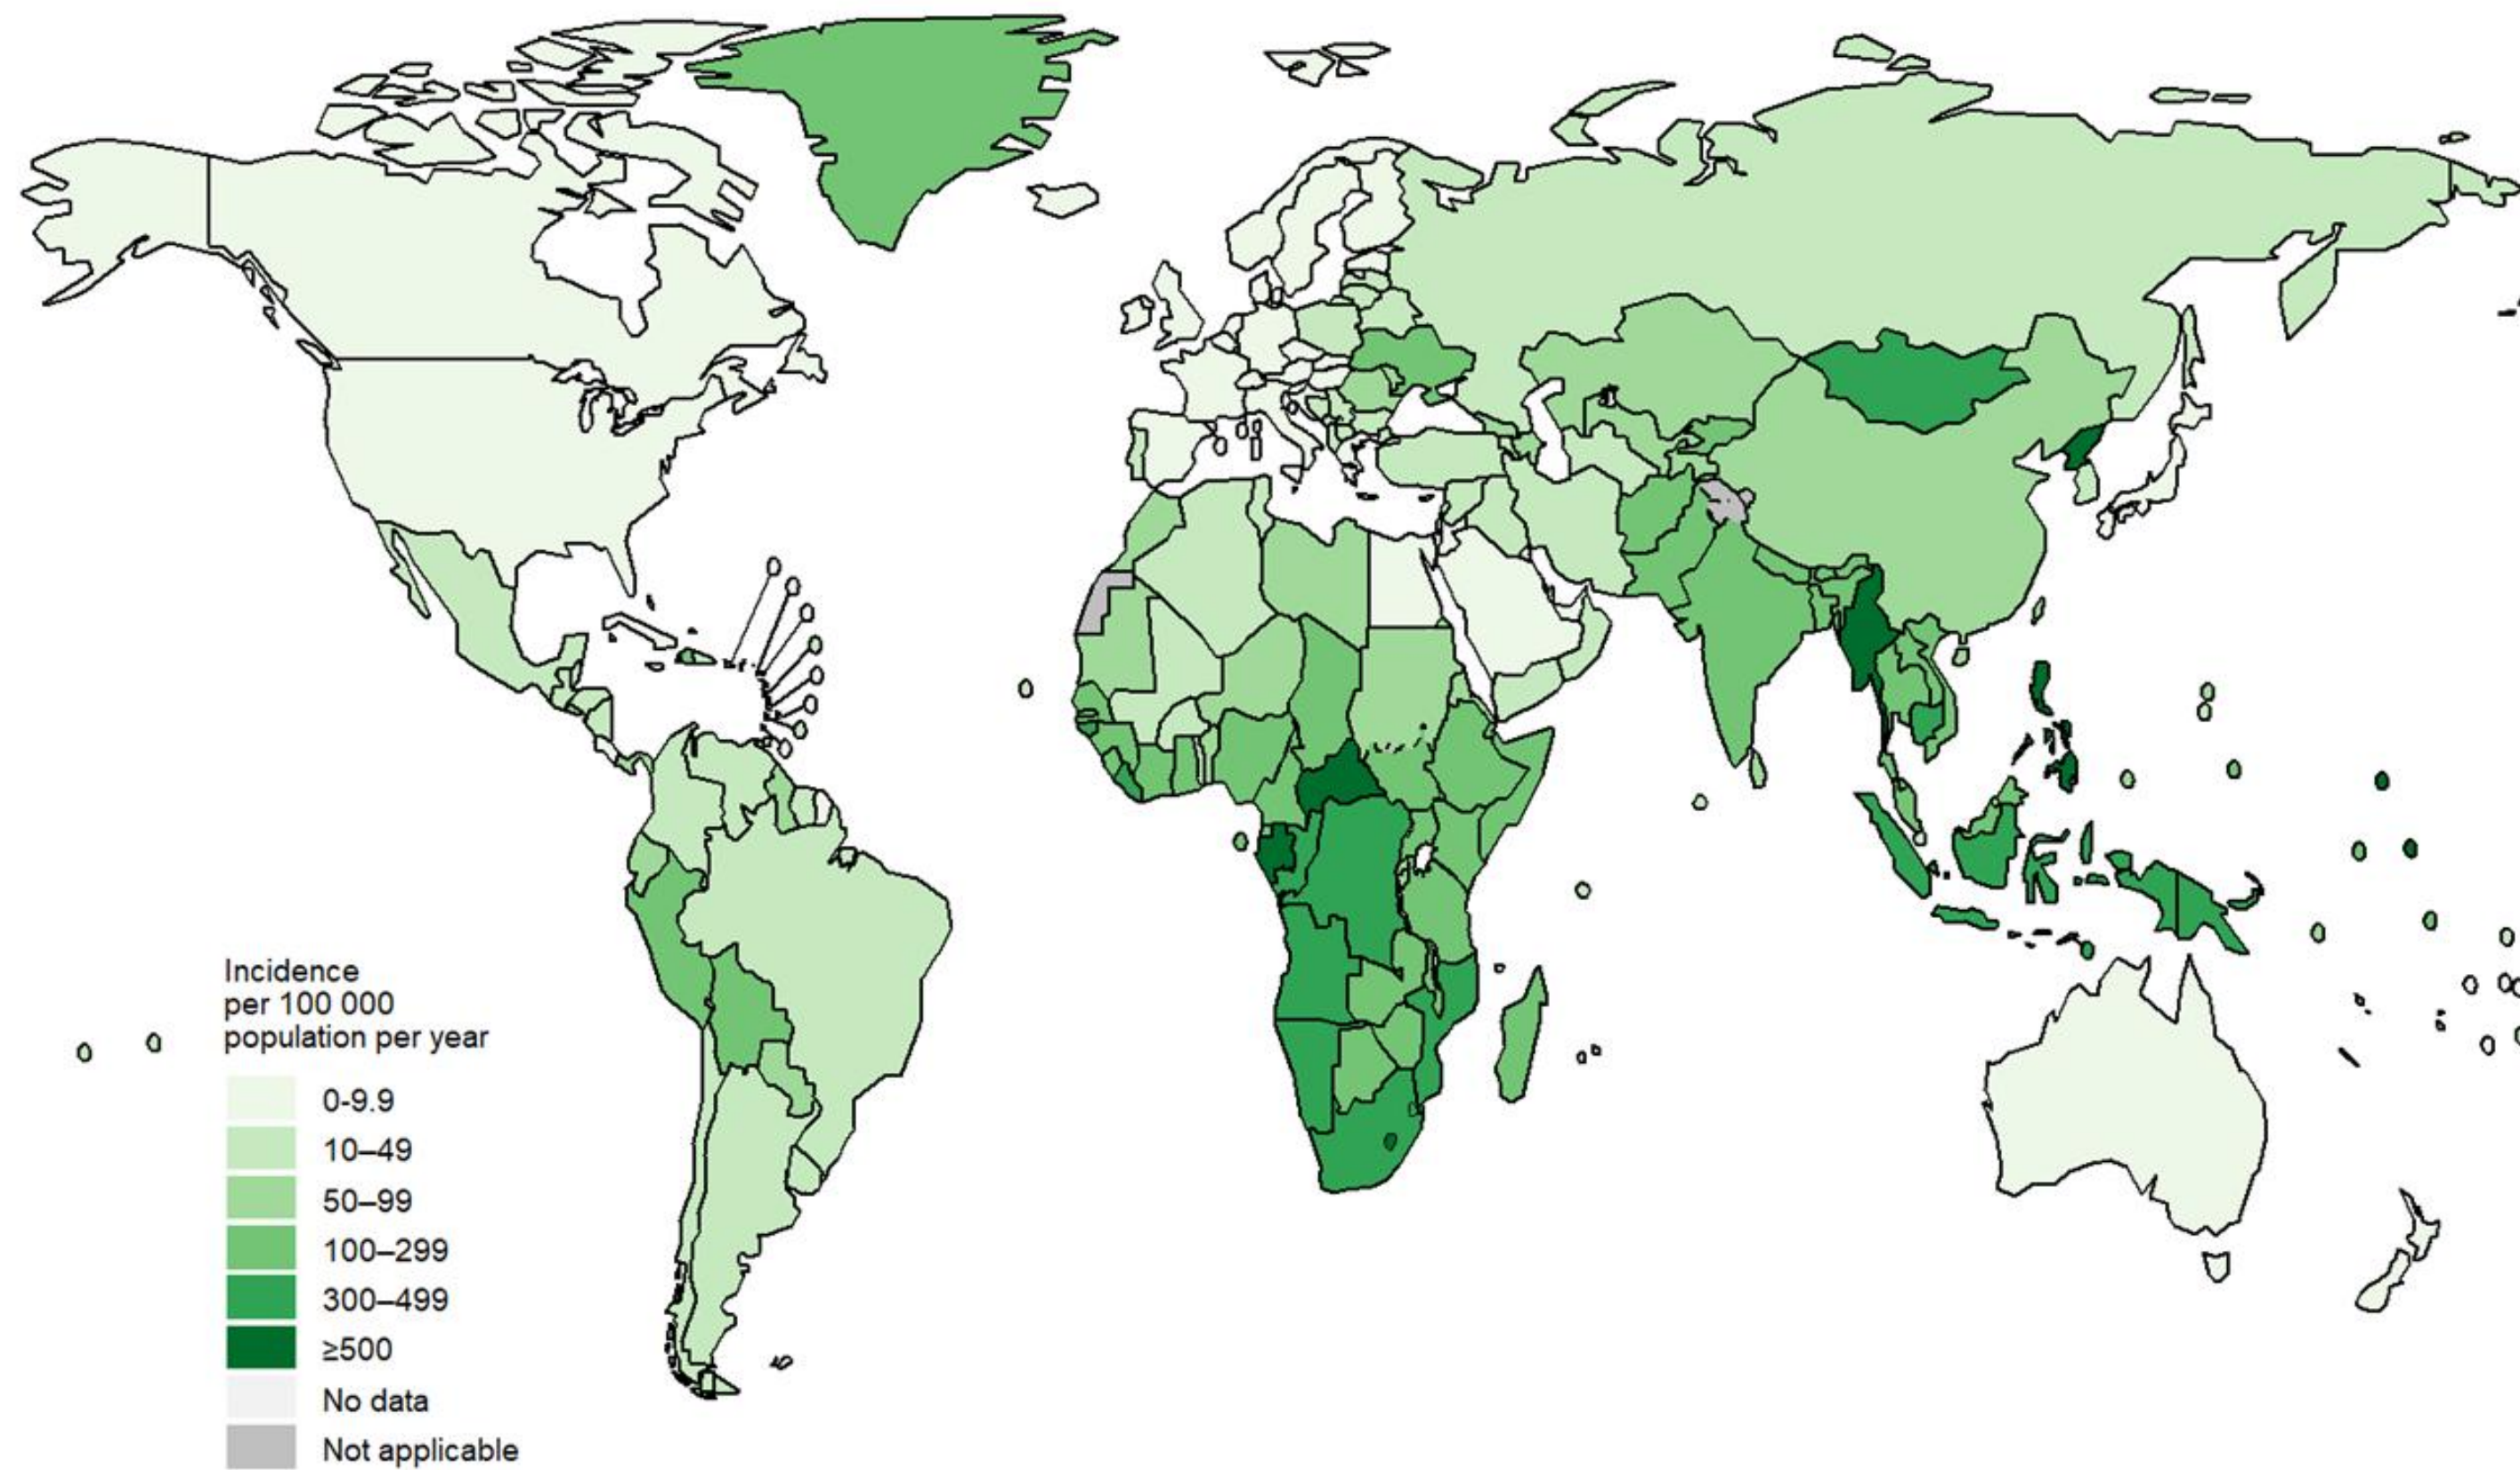 Incidence
per 100 000
population per year
0-9.9
10–49
50–99
100–299
300–499
≥500
No data
Not applicable